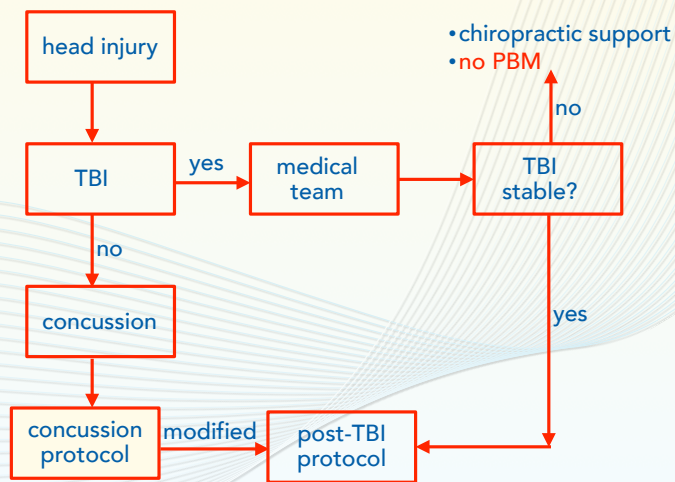 head injury
•chiropractic support
•no PBM
no
TBI
yes
medical
team
TBI
stable?
no
concussion
yes
concussion
protocol
modified
post-TBI
protocol